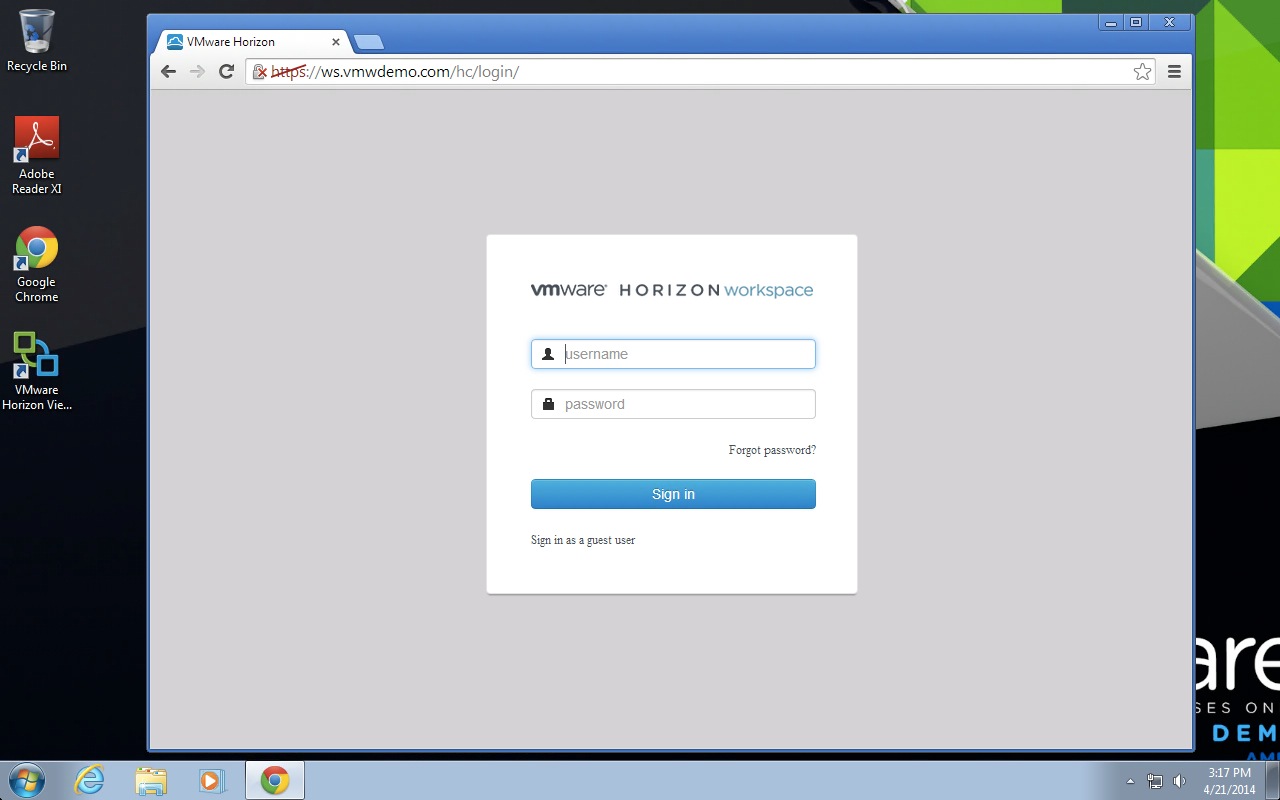 Recycle Bin
Adobe
Reader XI
Google
Chrome
VMware
Horizon Vie...
VMware Horizon
https://ws.vmwdemo.com/hc/login/
vmware HORIZON workspace
username
password
Forgot password?
Sign in
Sign in as a guest user
are
SES ON
DEM
AM
3:17 PM
4/21/2014